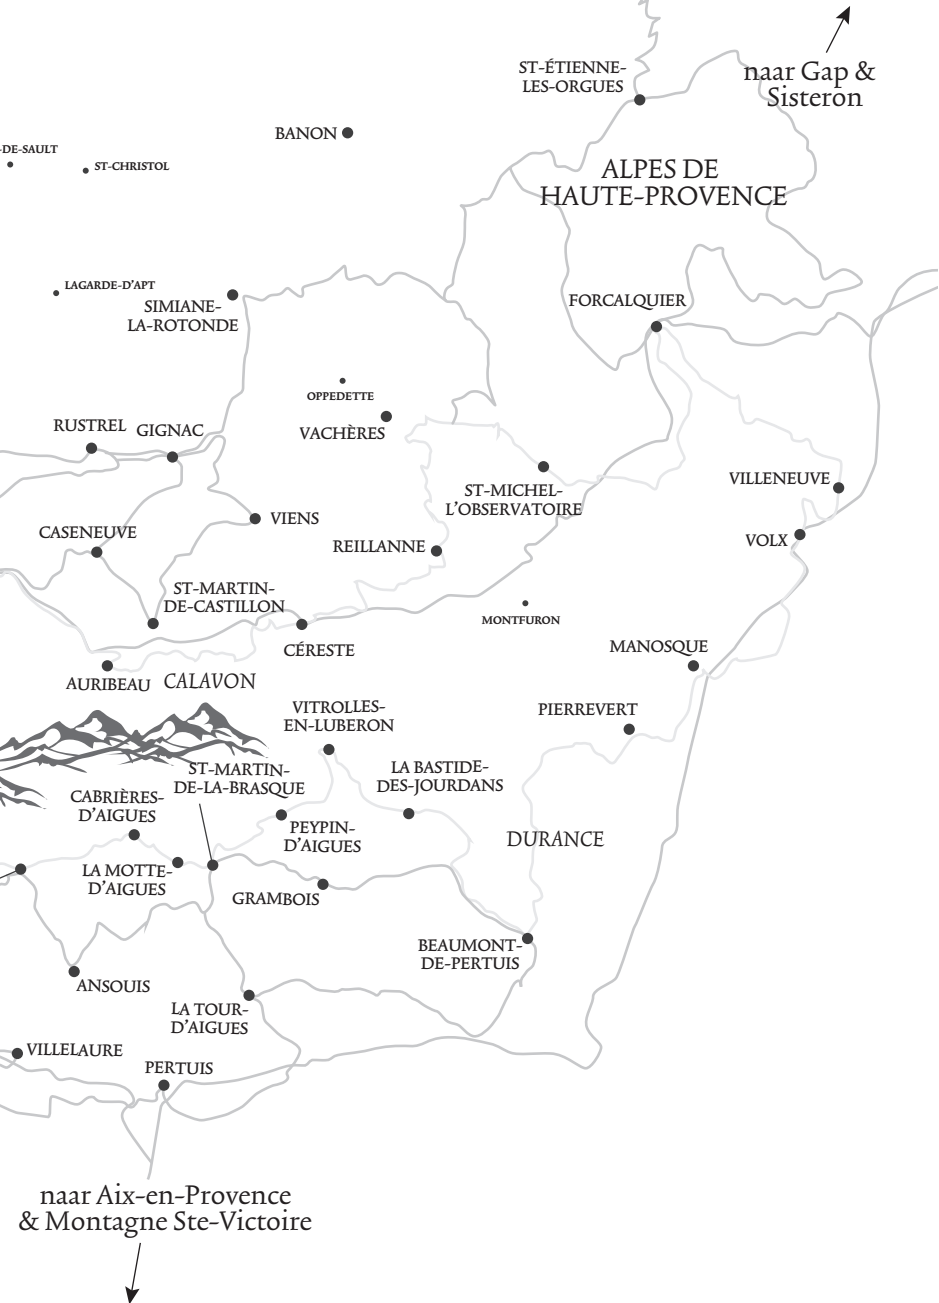 naar Gap &
Sisteron
ST-ÉTIENNE-
LES-ORGUES
BANON
-DE-SAULT
ST-CHRISTOL
ALPES DE
HAUTE-PROVENCE
LAGARDE-D'APT
SIMIANE-
LA-ROTONDE
FORCALQUIER
OPPEDETTE
RUSTREL
GIGNAC
VACHÈRES
VILLENEUVE
ST-MICHEL-
L'OBSERVATOIRE
VIENS
CASENEUVE
VOLX
REILLANNE
ST-MARTIN-
DE-CASTILLON
MONTFURON
CÉRESTE
MANOSQUE
AURIBEAU
CALAVON
VITROLLES-
EN-LUBERON
PIERREVERT
ST-MARTIN-
DE-LA-BRASQUE
LA BASTIDE-
DES-JOURDANS
CABRIÈRES-
D'AIGUES
PEYPIN-
D'AIGUES
DURANCE
LA MOTTE-
D'AIGUES
GRAMBOIS
BEAUMONT-
DE-PERTUIS
ANSOUIS
LA TOUR-
D'AIGUES
VILLELAURE
PERTUIS
naar Aix-en-Provence
& Montagne Ste-Victoire